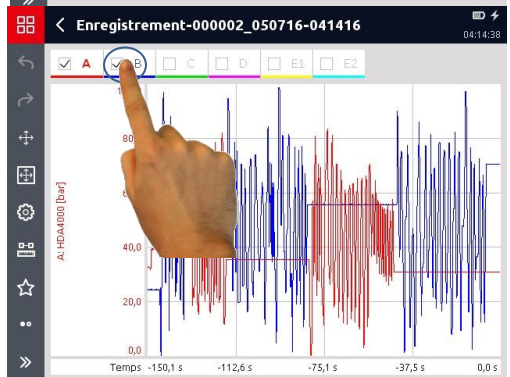 Enregistrement-000002_050716-041416
04:14:38
A B C D E1 E2
80,0
40,0
20,0
0,0
A: HDA4000 [bar]
Temps -150,1 s -112,6 s -75,1 s -37,5 s 0,0 s